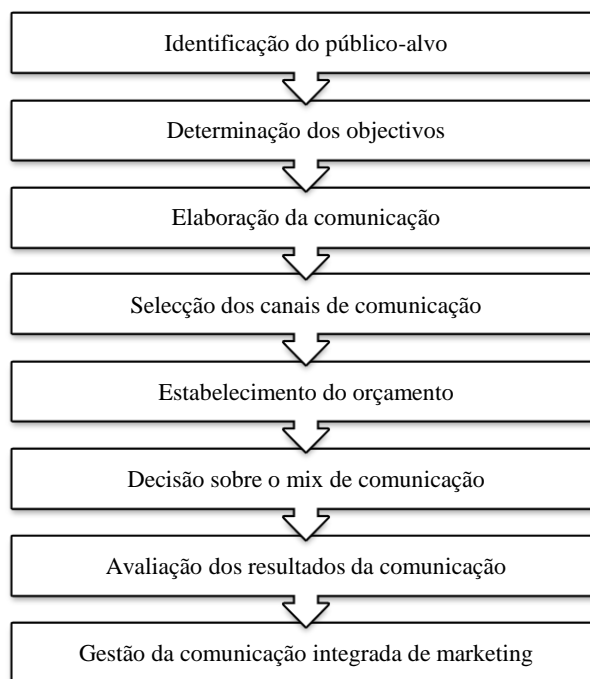 Identificação do público-alvo
Determinação dos objectivos
Elaboração da comunicação
Selecção dos canais de comunicação
Estabelecimento do orçamento
Decisão sobre o mix de comunicação
Avaliação dos resultados da comunicação
Gestão da comunicação integrada de marketing